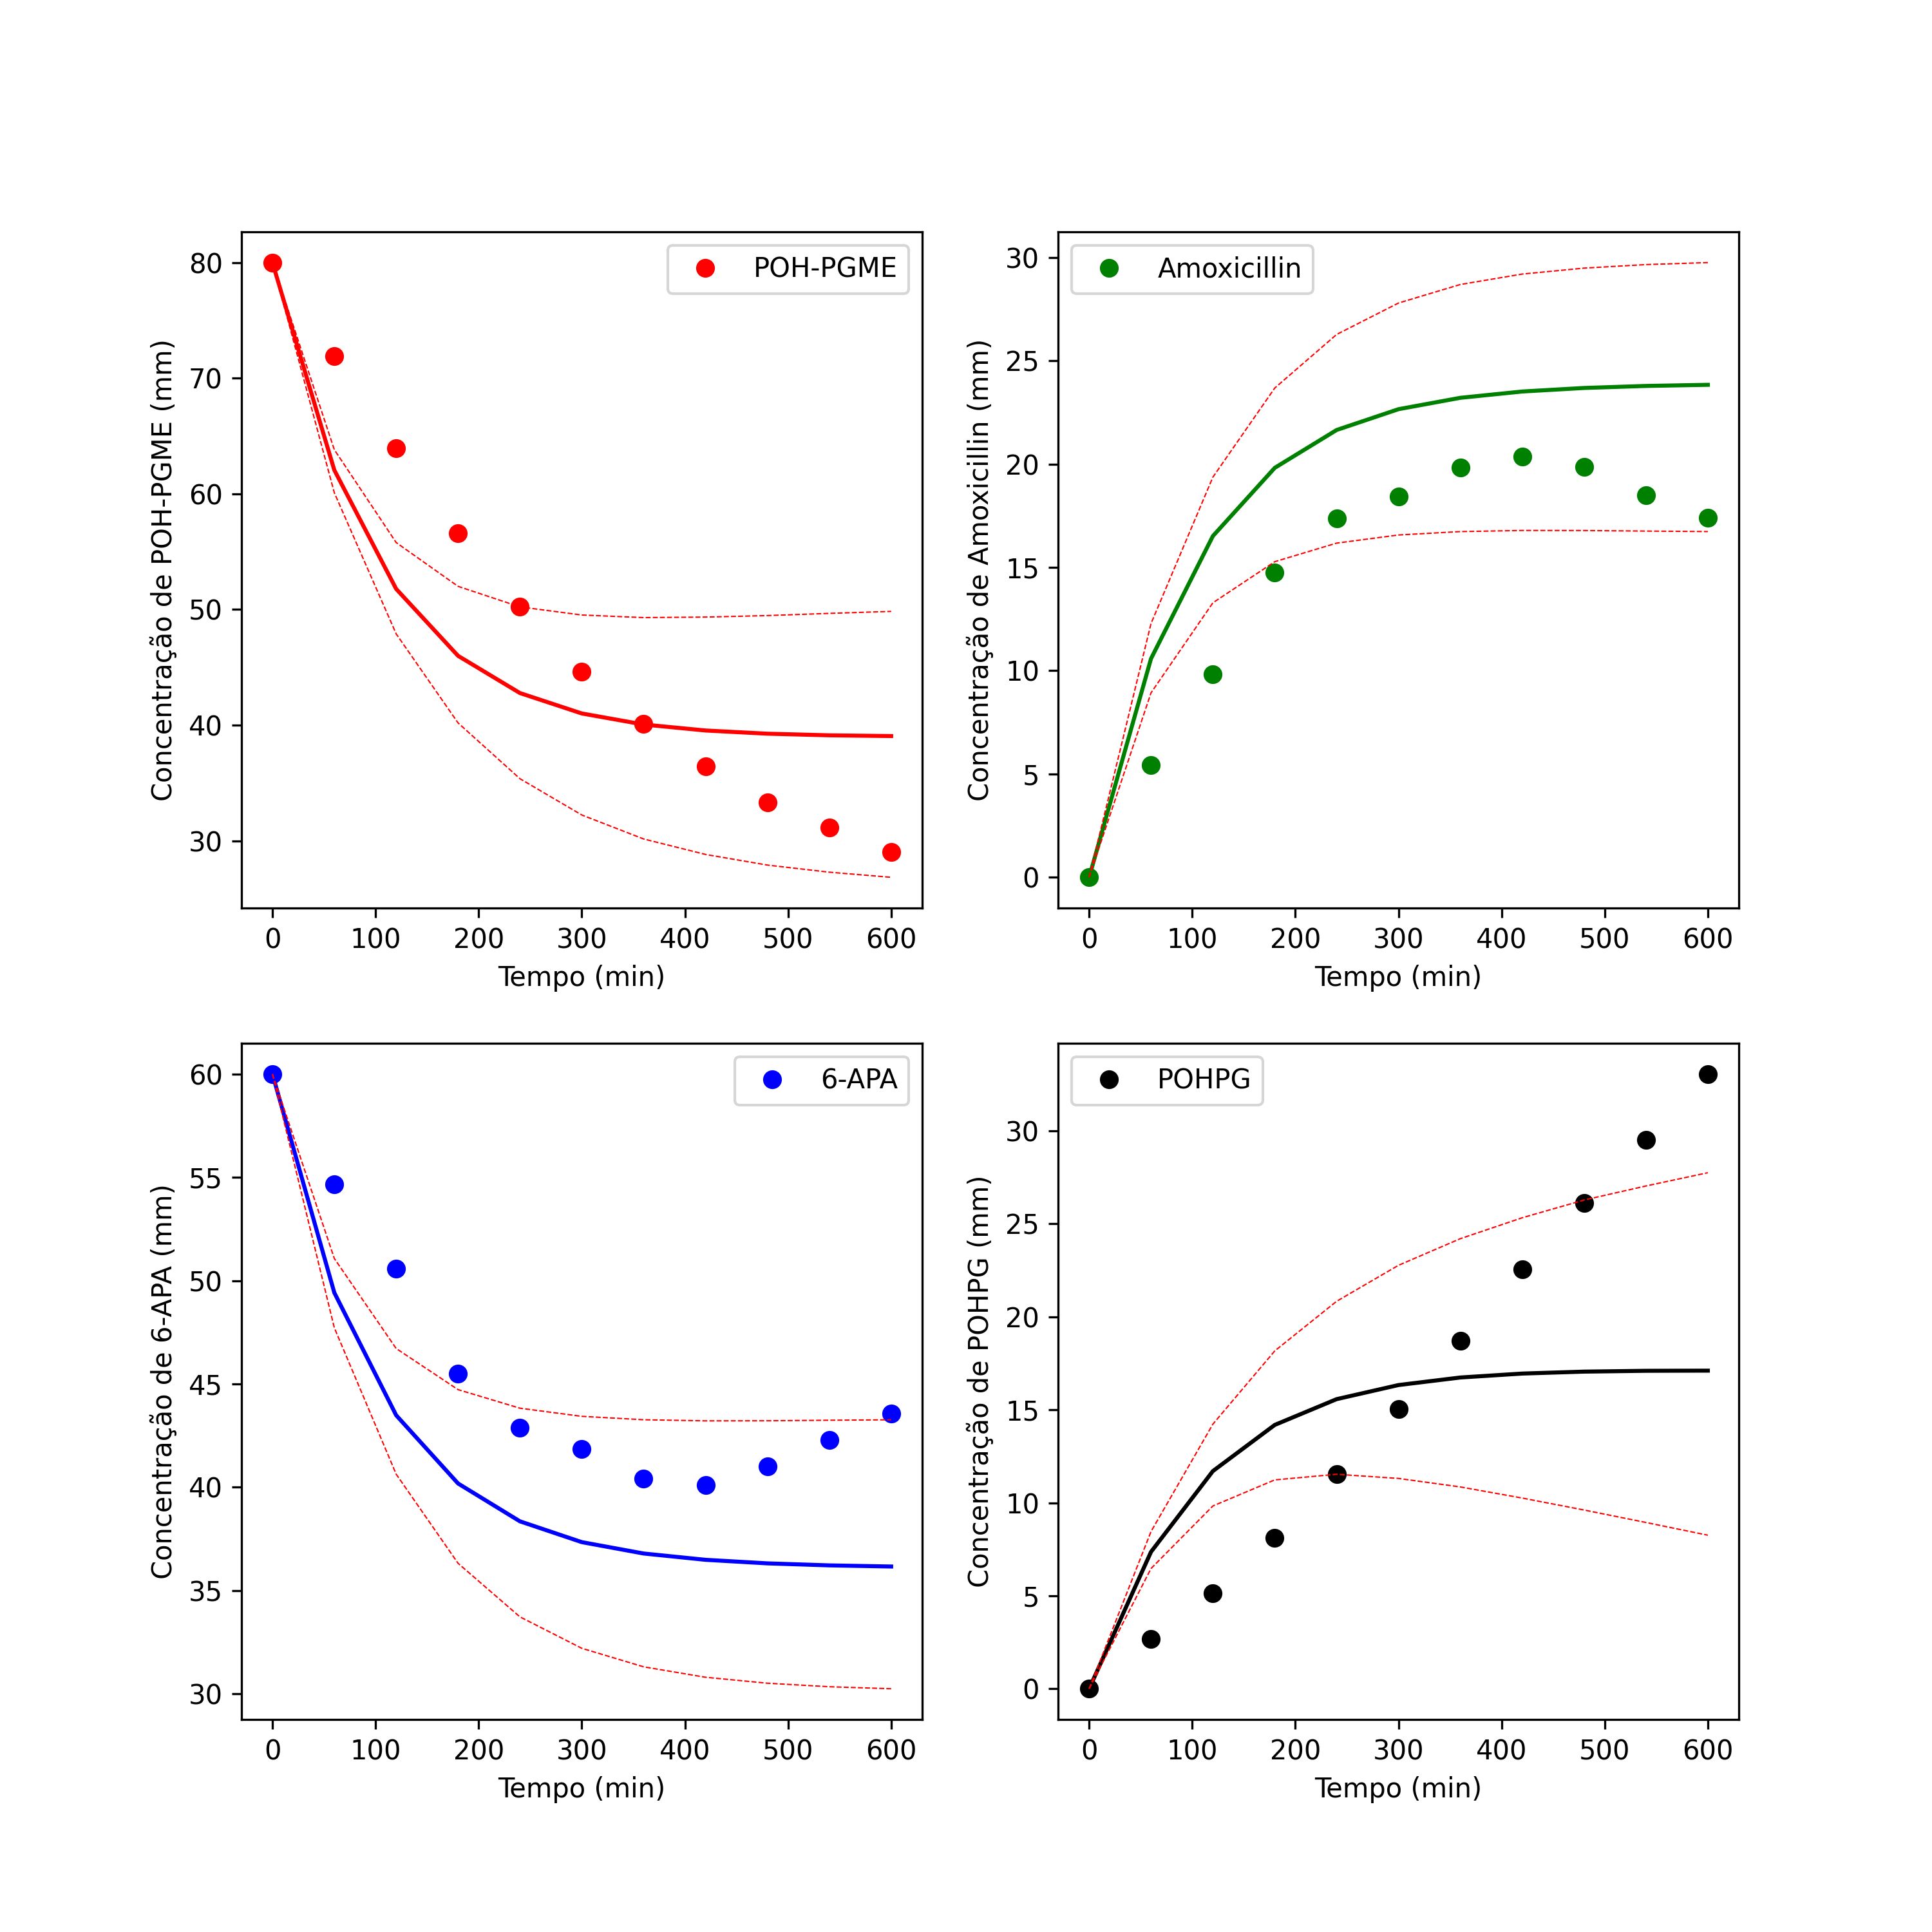 POH-PGME
80
70
60
50
40
30
Concentração de POH-PGME (mm)
0 100 200 300 400 500 600
Tempo (min)
Amoxicillin
30
25
20
15
10
5
0
Concentração de Amoxicillin (mm)
0 100 200 300 400 500 600
Tempo (min)
6-APA
60
55
50
45
40
35
30
Concentração de 6-APA (mm)
0 100 200 300 400 500 600
Tempo (min)
POHPG
30
25
20
15
10
5
0
Concentração de POHPG (mm)
0 100 200 300 400 500 600
Tempo (min)